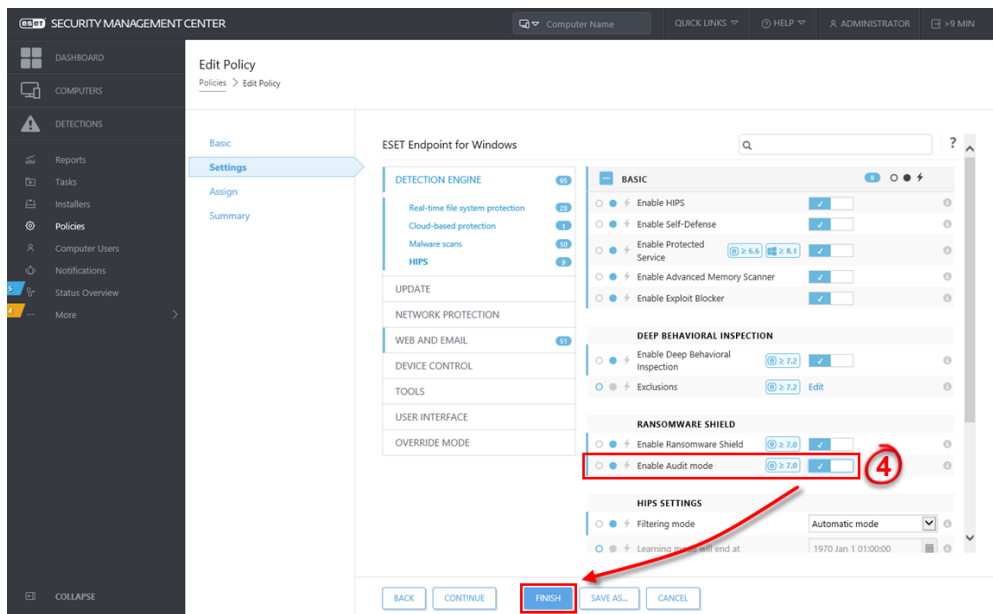 eset SECURITY MANAGEMENT CENTER
Computer Name
QUICK LINKS
? HELP
ADMINISTRATOR
>9 MIN
DASHBOARD
COMPUTERS
DETECTIONS
Reports
Tasks
Installers
Policies
Computer Users
Notifications
Status Overview
More
COLLAPSE
Edit Policy
Policies > Edit Policy
Basic
Settings
Assign
Summary
ESET Endpoint for Windows
?
DETECTION ENGINE 95
Real-time file system protection 28
Cloud-based protection 1
Malware scans 50
HIPS 9
UPDATE
NETWORK PROTECTION
WEB AND EMAIL 51
DEVICE CONTROL
TOOLS
USER INTERFACE
OVERRIDE MODE
BASIC 9
Enable HIPS
Enable Self-Defense
Enable Protected
Service ≥ 6.6 ≥ 8.1
Enable Advanced Memory Scanner
Enable Exploit Blocker
DEEP BEHAVIORAL INSPECTION
Enable Deep Behavioral
Inspection ≥ 7.2
Exclusions ≥ 7.2 Edit
RANSOMWARE SHIELD
Enable Ransomware Shield ≥ 7.0
Enable Audit mode ≥ 7.0
4
HIPS SETTINGS
Filtering mode Automatic mode
Learning mode will end at 1970 Jan 1 01:00:00
BACK
CONTINUE
FINISH
SAVE AS...
CANCEL